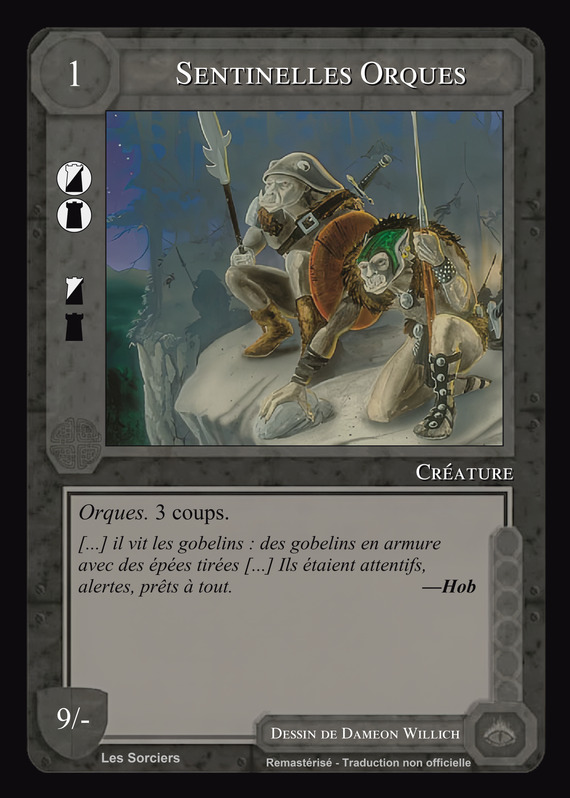 1
SENTINELLES ORQUES
CRÉATURE
Orques. 3 coups.
[...] il vit les gobelins : des gobelins en armure
avec des épées tirées [...] Ils étaient attentifs,
alertes, prêts à tout. —Hob
9/-
DESSIN DE DAMEON WILLICH
Les Sorciers
Remastérisé - Traduction non officielle